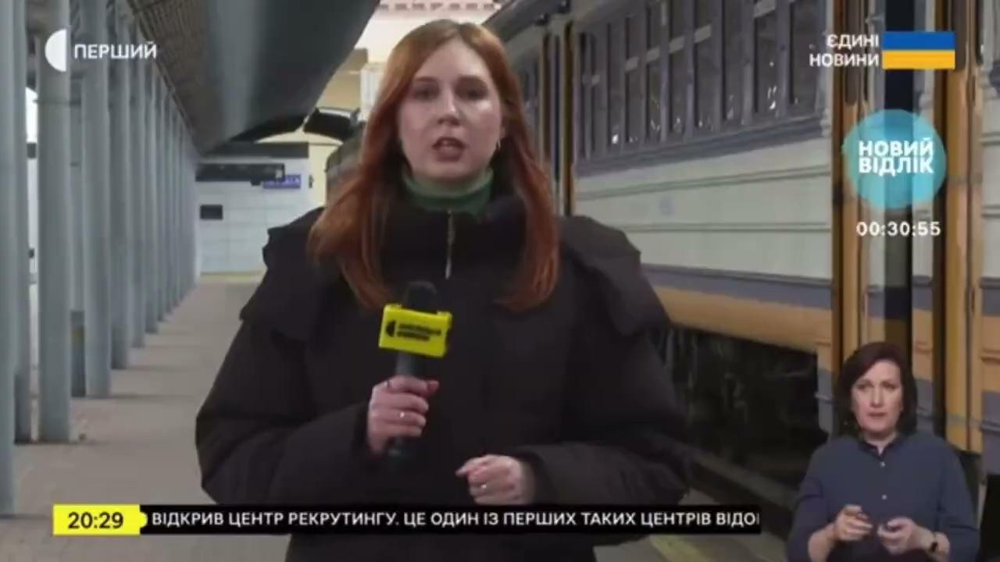 ПЕРШИЙ
ЄДИНІ
НОВИНИ
НОВИЙ
ВІДЛІК
00:30:55
20:29
ВІДКРИВ ЦЕНТР РЕКРУТИНГУ. ЦЕ ОДИН ІЗ ПЕРШИХ ТАКИХ ЦЕНТРІВ